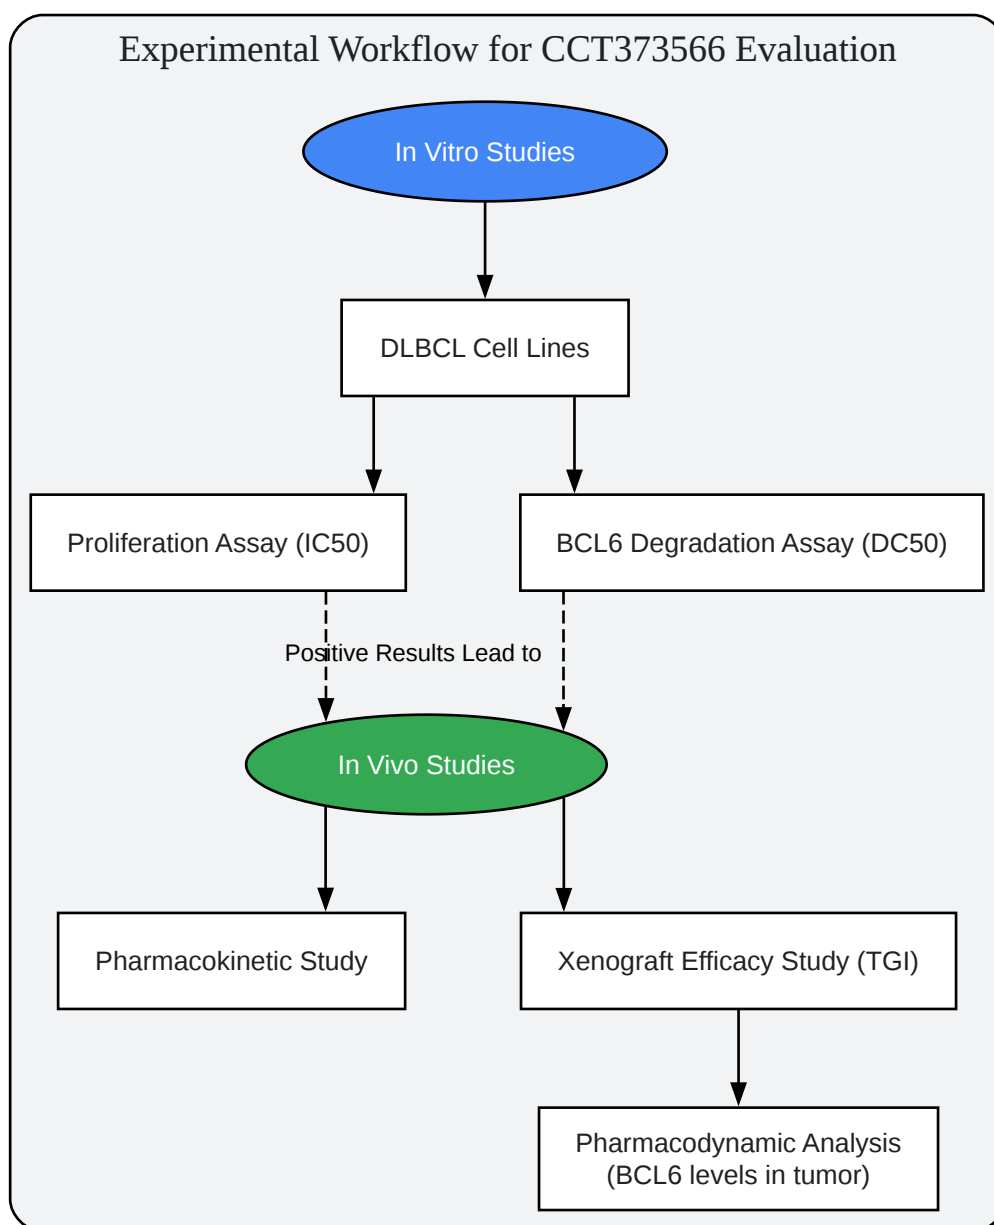 Experimental Workflow for CCT373566 Evaluation
In Vitro Studies
DLBCL Cell Lines
Proliferation Assay (IC50)
BCL6 Degradation Assay (DC50)
Positive Results Lead to
In Vivo Studies
Pharmacokinetic Study
Xenograft Efficacy Study (TGI)
Pharmacodynamic Analysis
(BCL6 levels in tumor)